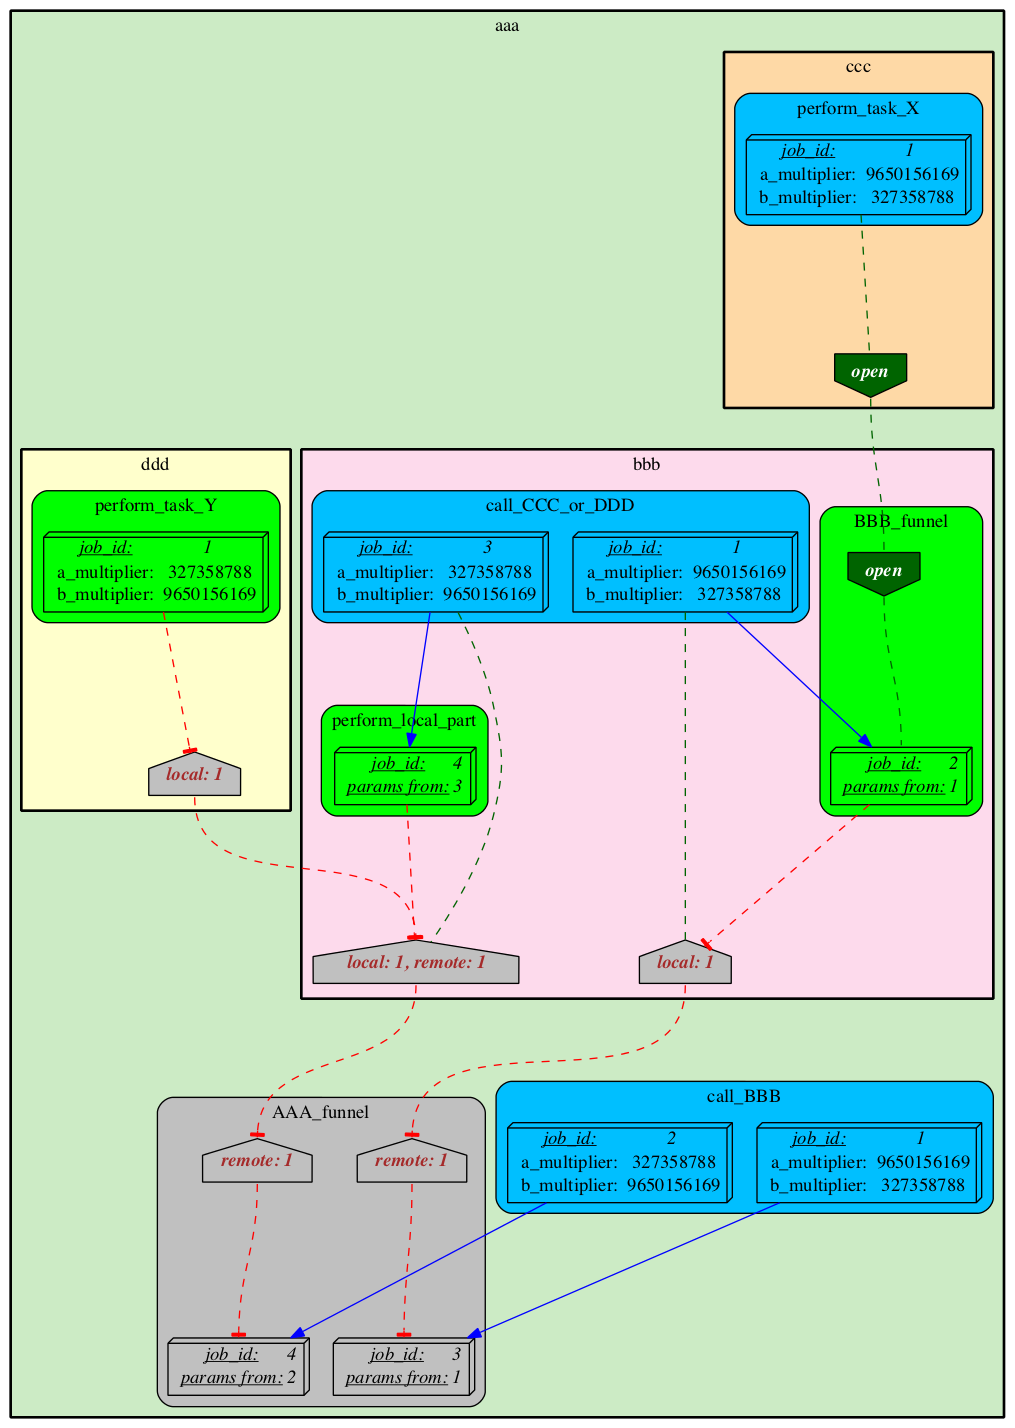 aaa
ccc
perform_task_X
job_id: 1
a_multiplier: 9650156169
b_multiplier: 327358788
open
ddd
perform_task_Y
job_id: 1
a_multiplier: 327358788
b_multiplier: 9650156169
local: 1
bbb
call_CCC_or_DDD
job_id: 3
a_multiplier: 327358788
b_multiplier: 9650156169
job_id: 1
a_multiplier: 9650156169
b_multiplier: 327358788
BBB_funnel
open
perform_local_part
job_id: 4
params from: 3
job_id: 2
params from: 1
local: 1, remote: 1
local: 1
AAA_funnel
remote: 1
remote: 1
call_BBB
job_id: 2
a_multiplier: 327358788
b_multiplier: 9650156169
job_id: 1
a_multiplier: 9650156169
b_multiplier: 327358788
job_id: 4
params from: 2
job_id: 3
params from: 1